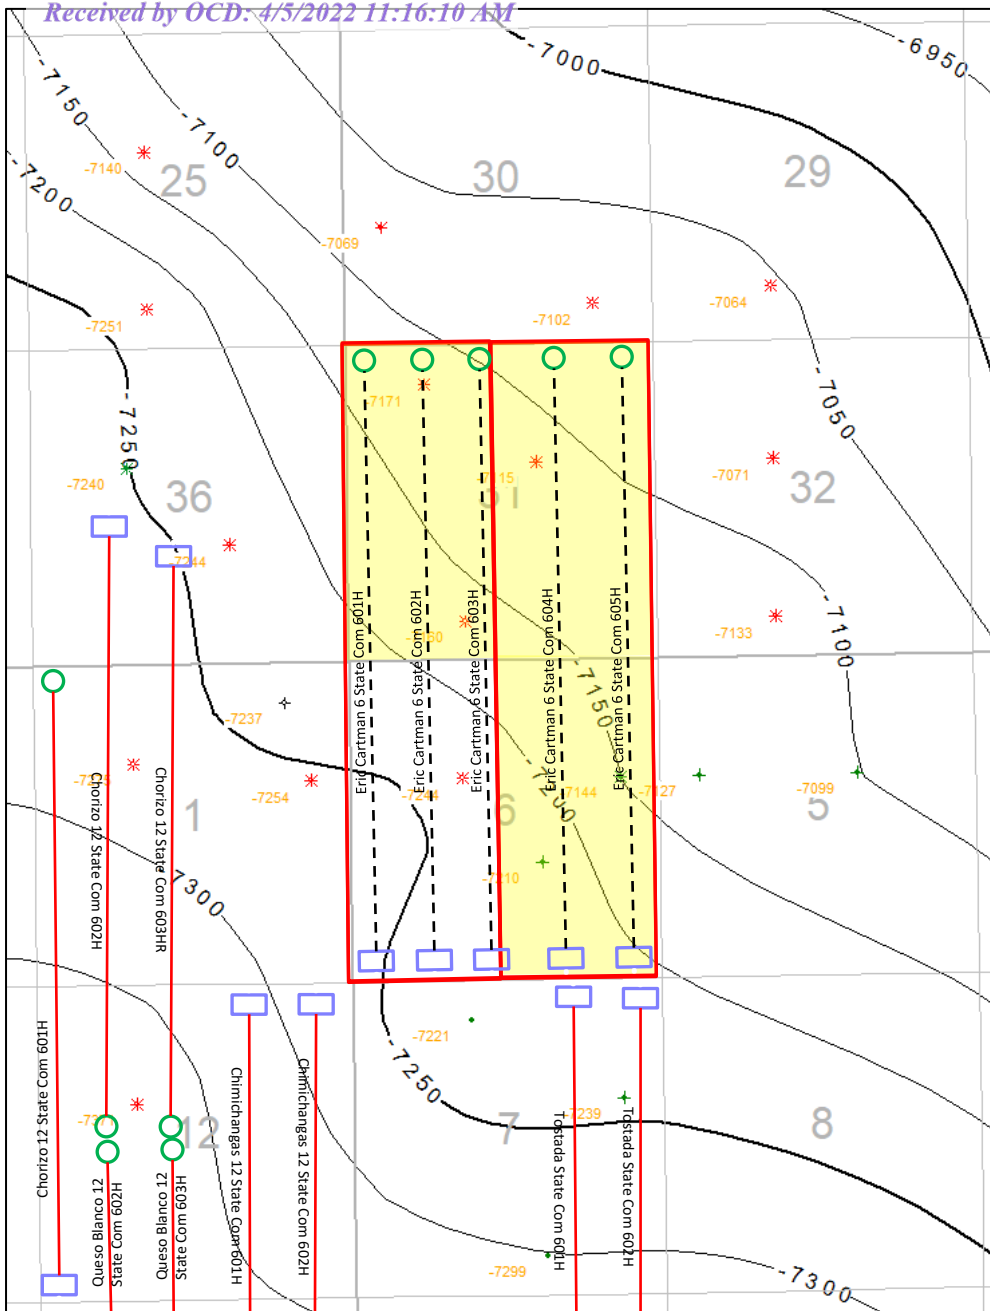 Received by OCD: 4/5/2022 11:16:10 AM
-7000
-6950
-7150
-7100
-7200
-7140
25
30
29
-7069
-7064
-7102
-7251
-7250
-7171
-7050
-7240
36
-7115
31
-7071
32
-7244
-7160
-7133
-7100
Eric Cartman 6 State Com 601H
Eric Cartman 6 State Com 602H
Eric Cartman 6 State Com 603H
Eric Cartman 6 State Com 604H
Eric Cartman 6 State Com 605H
-7150
-7237
-7254
-7244
-7200
-7144
-7127
-7099
1
6
5
-7210
Chorizo 12 State Com 602H
Chorizo 12 State Com 603HR
-7300
-7221
-7250
-7239
12
7
8
Chorizo 12 State Com 601H
Queso Blanco 12
State Com 602H
Queso Blanco 12
State Com 603H
Chimichangas 12 State Com 601H
Chimichangas 12 State Com 602H
Tostada State Com 601H
Tostada State Com 602H
-7299
-7300